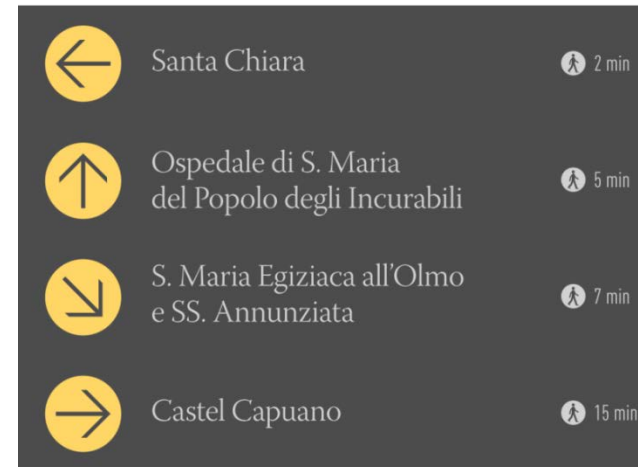 Santa Chiara
2 min
Ospedale di S. Maria
del Popolo degli Incurabili
5 min
S. Maria Egiziaca all'Olmo
e SS. Annunziata
7 min
Castel Capuano
15 min